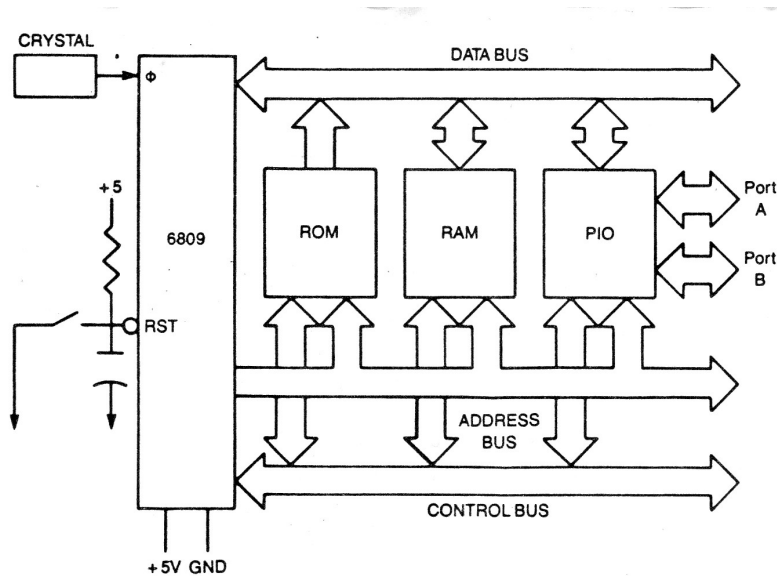 CRYSTAL
DATA BUS
Φ
+5
6809
ROM
RAM
PIO
Port
A
Port
B
RST
ADDRESS
BUS
CONTROL BUS
+5V GND